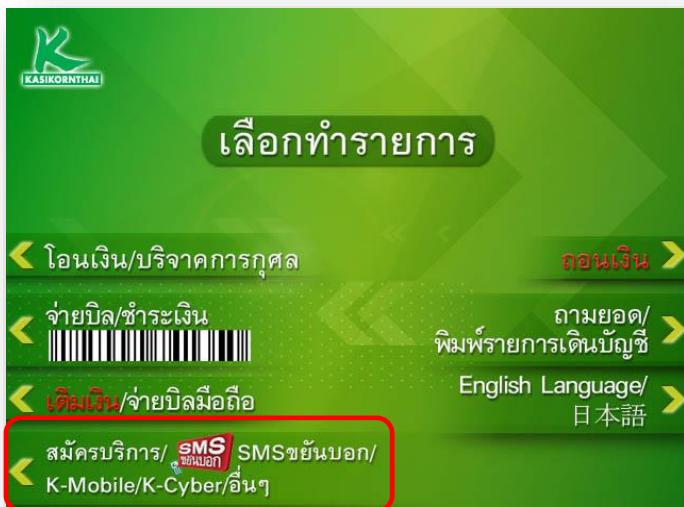 KASIKORNTHAI
เลือกทำรายการ
โอนเงิน/บริจาคการกุศล
ถอนเงิน
จ่ายบิล/ชำระเงิน
ถามยอด/
พิมพ์รายการเดินบัญชี
เติมเงิน/จ่ายบิลมือถือ
English Language/
日本語
สมัครบริการ/ SMS ขยันบอก SMSขยันบอก/
K-Mobile/K-Cyber/อื่นๆ